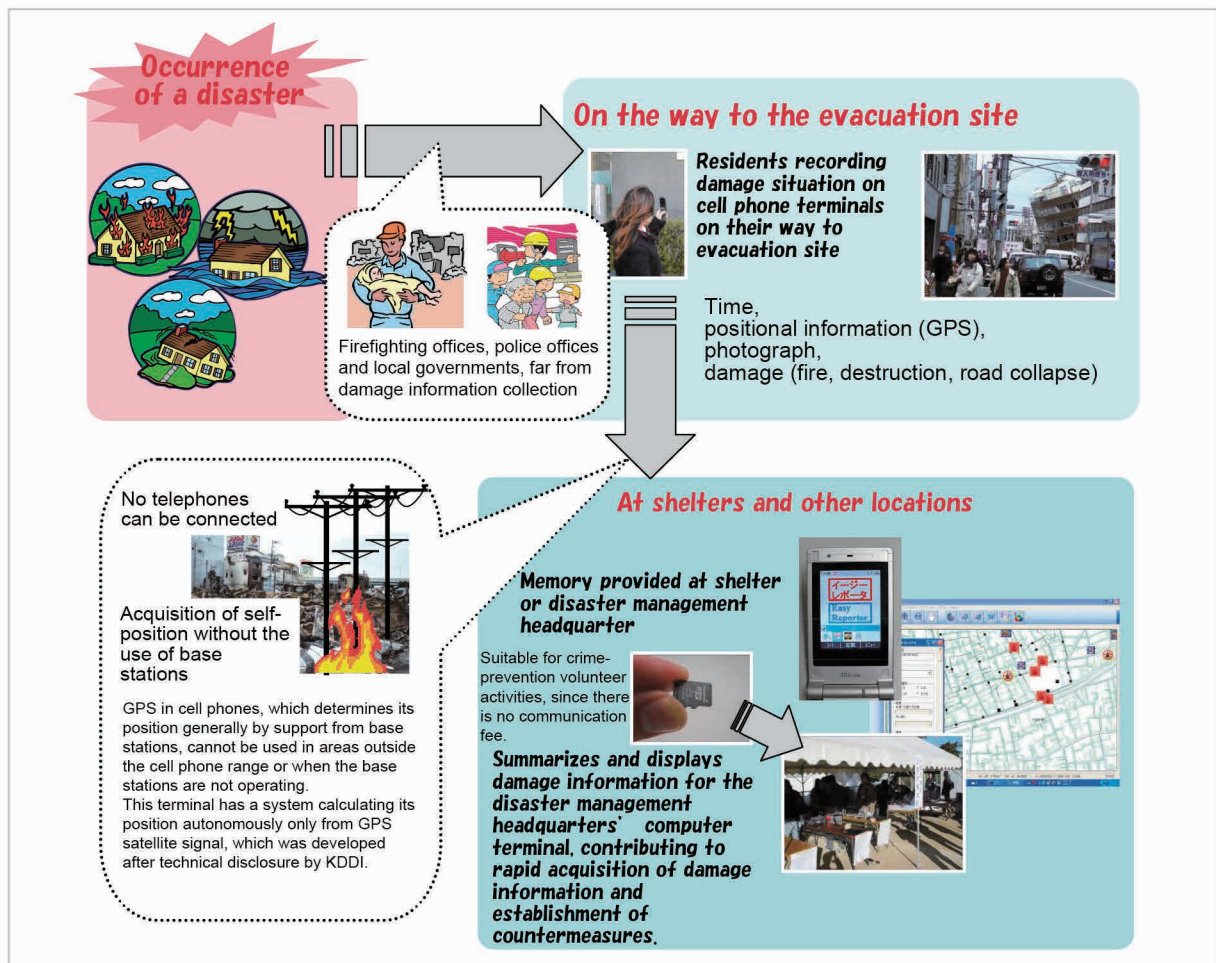 Occurrence
of a disaster
On the way to the evacuation site
Residents recording
damage situation on
cell phone terminals
on their way to
evacuation site
Time,
positional information (GPS),
photograph,
damage (fire, destruction, road collapse)
Firefighting offices, police offices
and local governments, far from
damage information collection
No telephones
can be connected
Acquisition of self-
position without the
use of base
stations
GPS in cell phones, which determines its
position generally by support from base
stations, cannot be used in areas outside
the cell phone range or when the base
stations are not operating.
This terminal has a system calculating its
position autonomously only from GPS
satellite signal, which was developed
after technical disclosure by KDDI.
At shelters and other locations
Memory provided at shelter
or disaster management
headquarter
イージー
レポータ
Easy
Reporter
Suitable for crime-
prevention volunteer
activities, since there
is no communication
fee.
Summarizes and displays
damage information for the
disaster management
headquarters' computer
terminal, contributing to
rapid acquisition of damage
information and
establishment of
countermeasures.